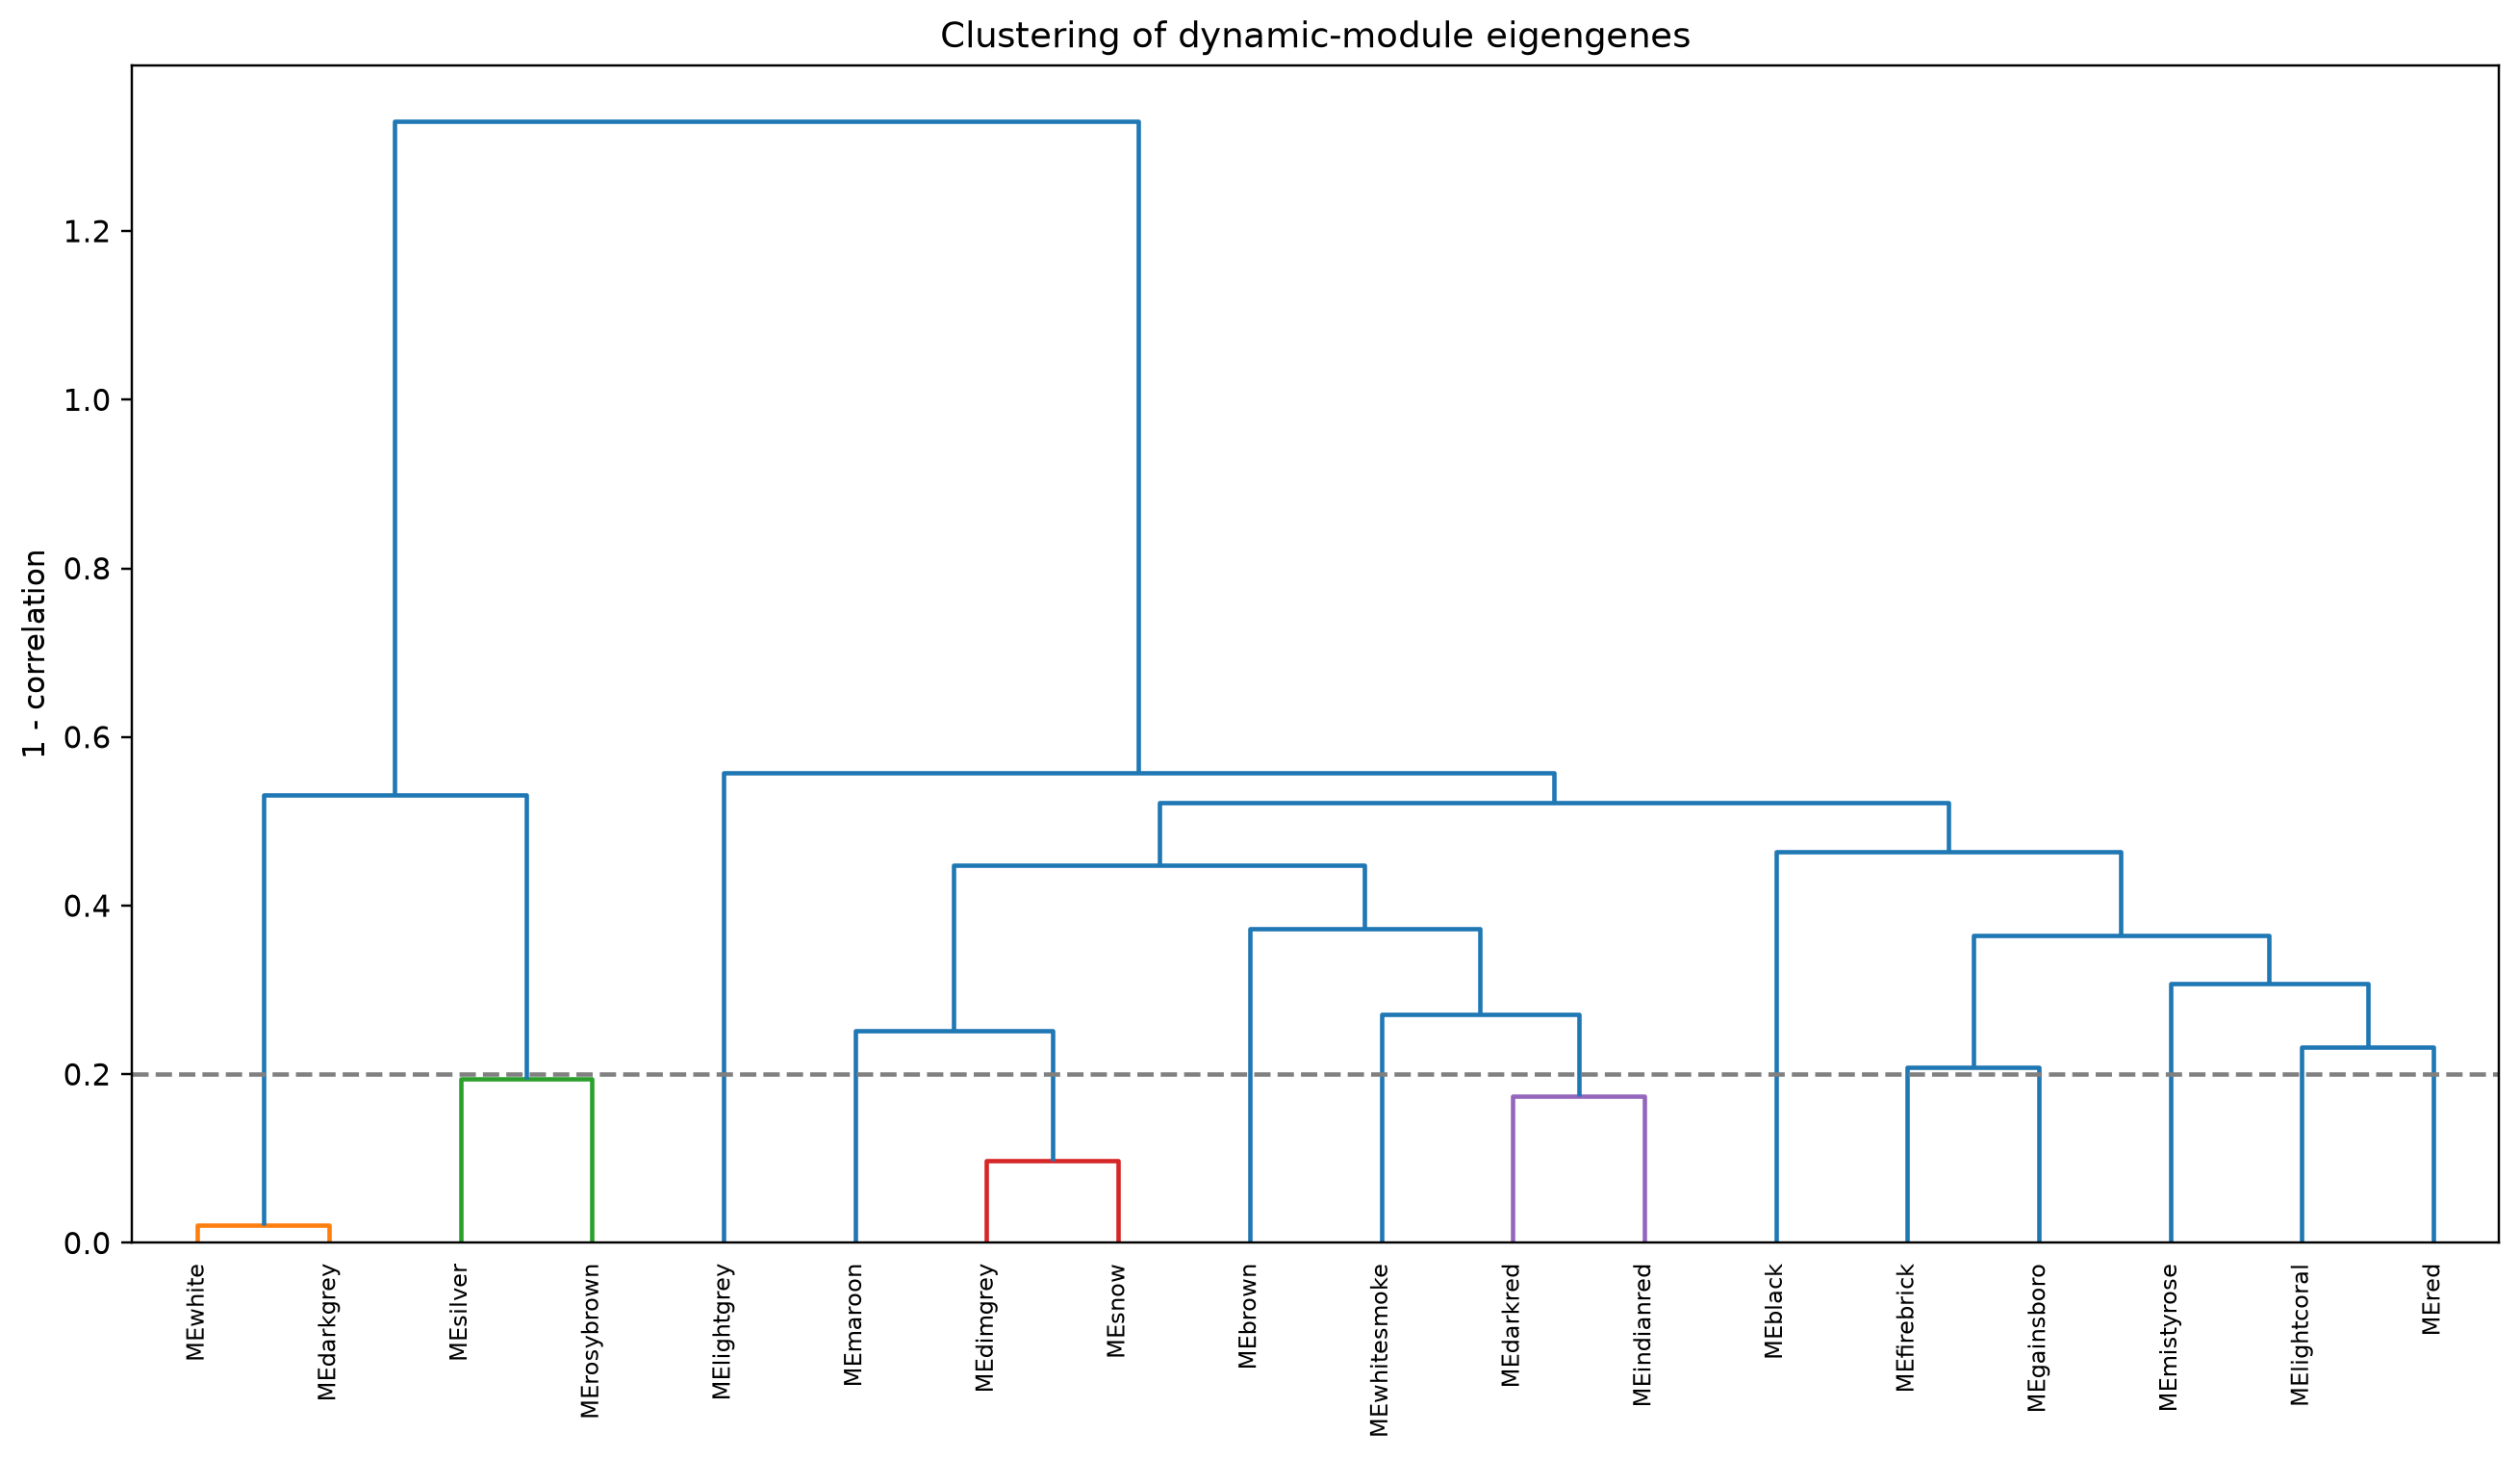 Clustering of dynamic-module eigengenes
1 - correlation
1.2
1.0
0.8
0.6
0.4
0.2
0.0
MEwhite
MEdarkgrey
MEsilver
MErosybrown
MElightgrey
MEmaroon
MEdimgrey
MEsnow
MEbrown
MEwhitesmoke
MEdarkred
MEindianred
MEblack
MEfirebrick
MEgainsboro
MEmistyrose
MElightcoral
MEred